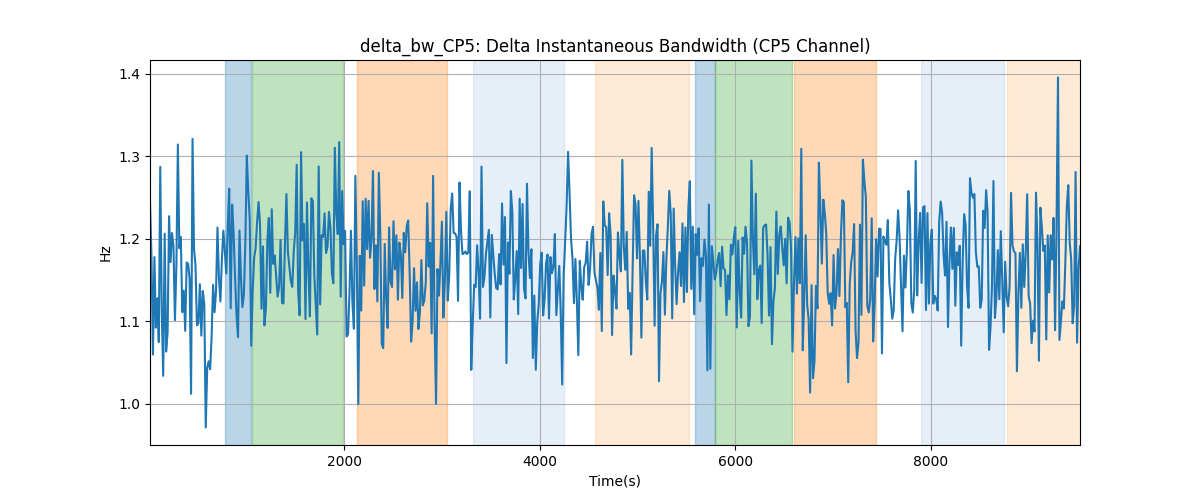 delta_bw_CP5: Delta Instantaneous Bandwidth (CP5 Channel)
1.4
1.3
1.2
1.1
1.0
Hz
2000 4000 6000 8000
Time(s)